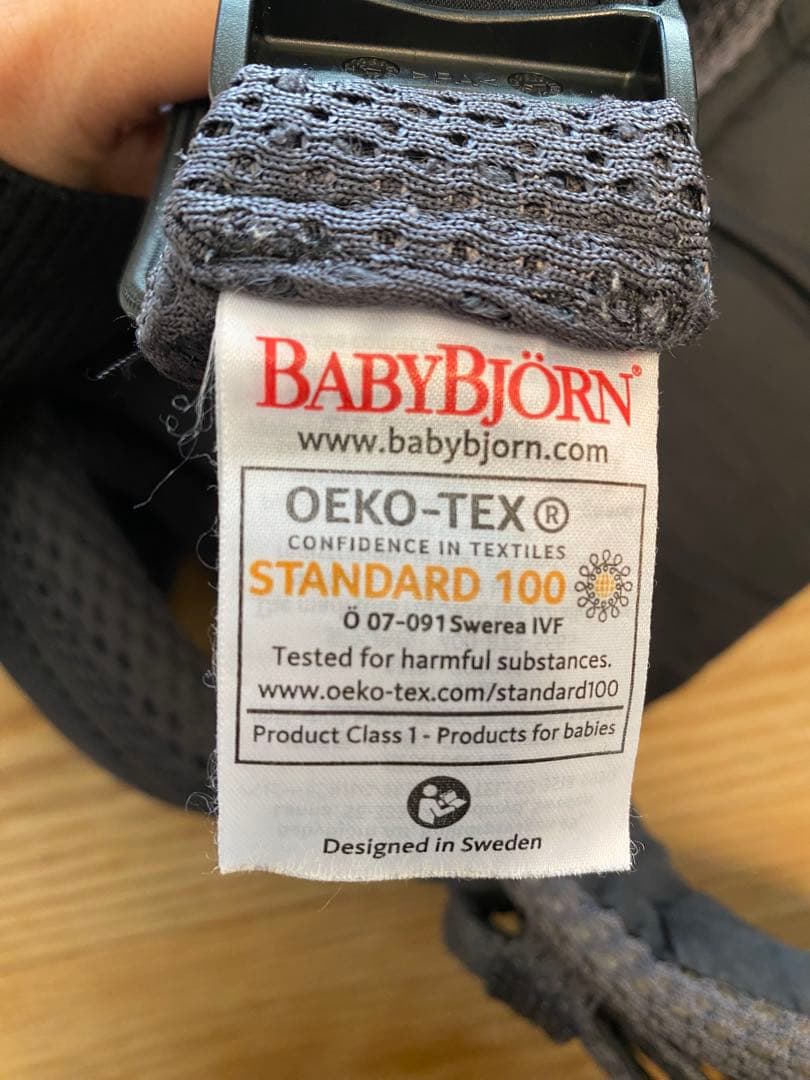 BABYBJÖRN®
www.babybjorn.com
OEKO-TEX®
CONFIDENCE IN TEXTILES
STANDARD 100
Ö 07-091 Swerea IVF
Tested for harmful substances.
www.oeko-tex.com/standard100
Product Class 1 - Products for babies
Designed in Sweden